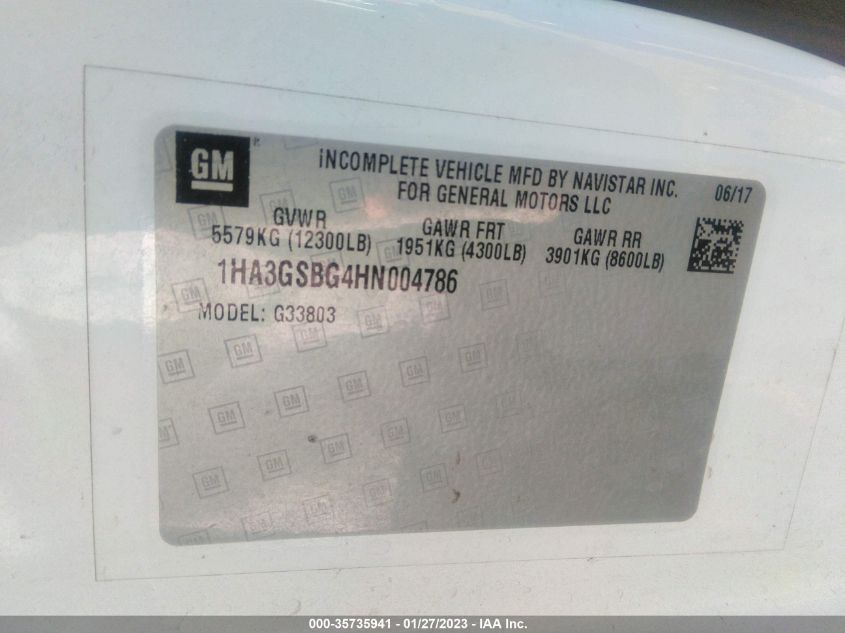 GM
INCOMPLETE VEHICLE MFD BY NAVISTAR INC. 06/17
FOR GENERAL MOTORS LLC
GVWR GAWR FRT GAWR RR
5579KG (12300LB) 1951KG (4300LB) 3901KG (8600LB)
1HA3GSBG4HN004786
MODEL: G33803
000-35735941 - 01/27/2023 - IAA Inc.